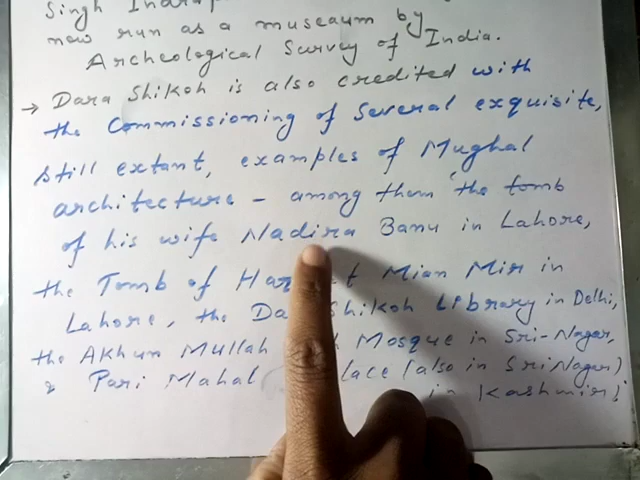 Singh
now run as a museaum by
Archeological Survey of India.
→ Dara Shikoh is also credited with
the Commissioning of several exquisite,
still extant, examples of Mughal
architecture - among them the tomb
of his wife Nadira Banu in Lahore,
the Tomb of Mian Mir in
Lahore, the Shikoh Library in Delhi,
the Akhun Mullah Mosque in Sri-Nagar,
& Pari Mahal (also in SriNagar)
in Kashmir;